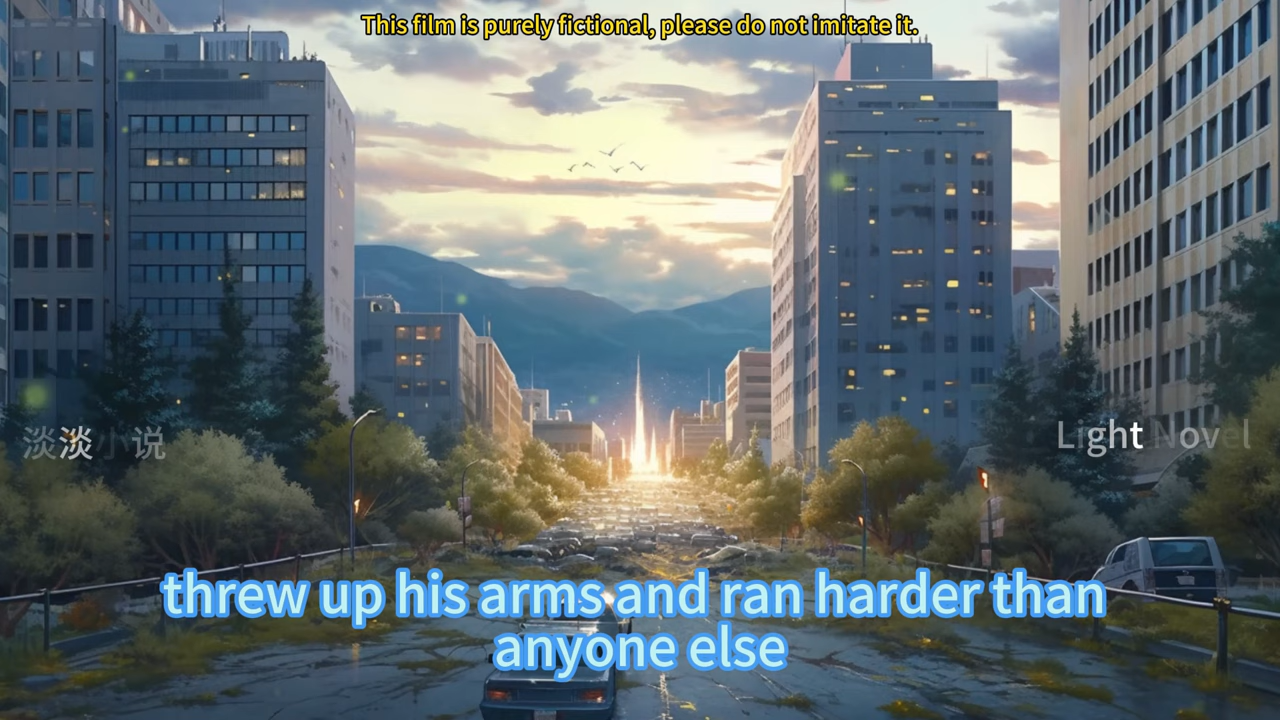 This film is purely fictional, please do not imitate it.
淡淡小说
Light Novel
threw up his arms and ran harder than
anyone else